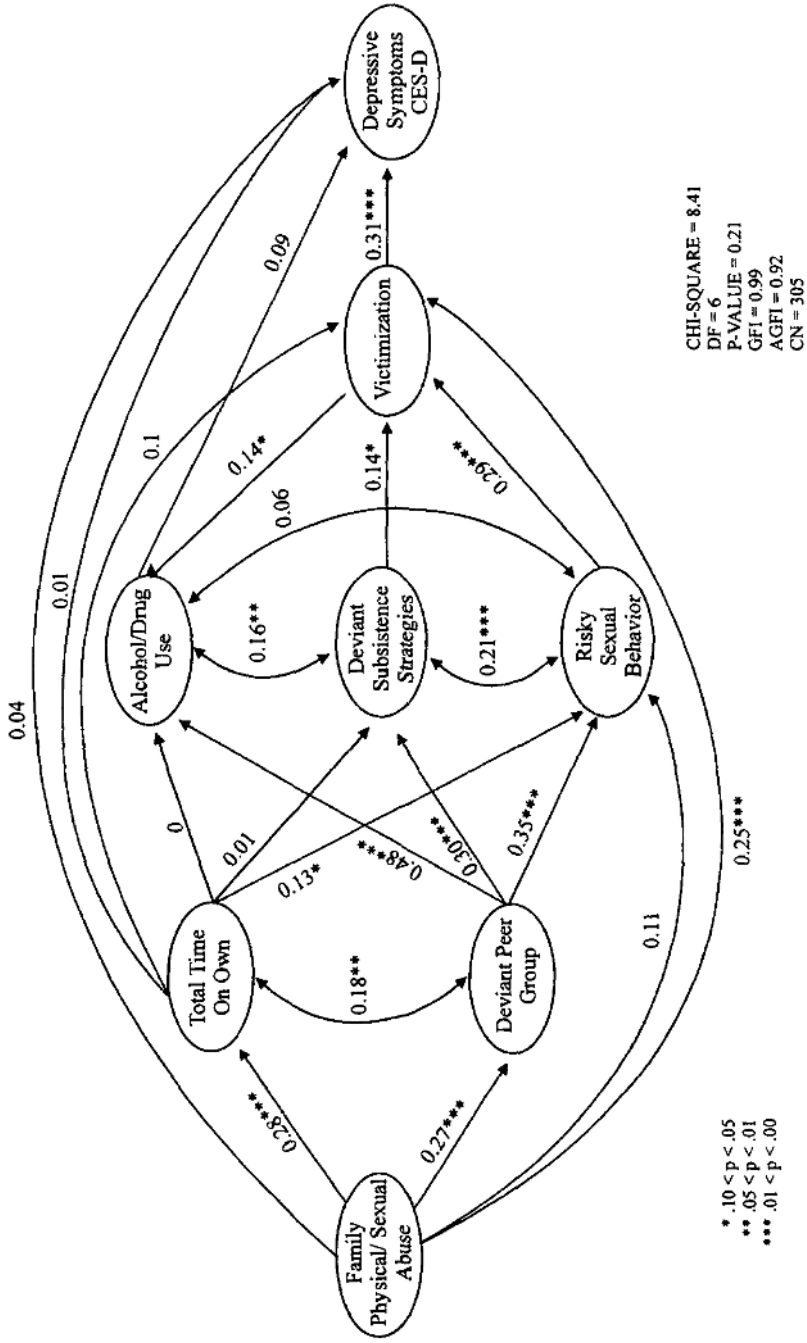 0.04
0.01
0.1
0.09
Alcohol/Drug
Use
0.14*
0.06
Total Time
On Own
0
0.16**
0.28***
0.01
0.13*
0.48***
Family
Physical/ Sexual
Abuse
0.18**
Deviant
Subsistence
Strategies
0.14*
Victimization
0.31***
Depressive
Symptoms
CES-D
0.30***
0.21***
0.29***
0.27***
Deviant Peer
Group
0.35***
Risky
Sexual
Behavior
0.11
0.25***
* .10 < p < .05
** .05 < p < .01
*** .01 < p < .00
CHI-SQUARE = 8.41
DF = 6
P-VALUE = 0.21
GFI = 0.99
AGFI = 0.92
CN = 305